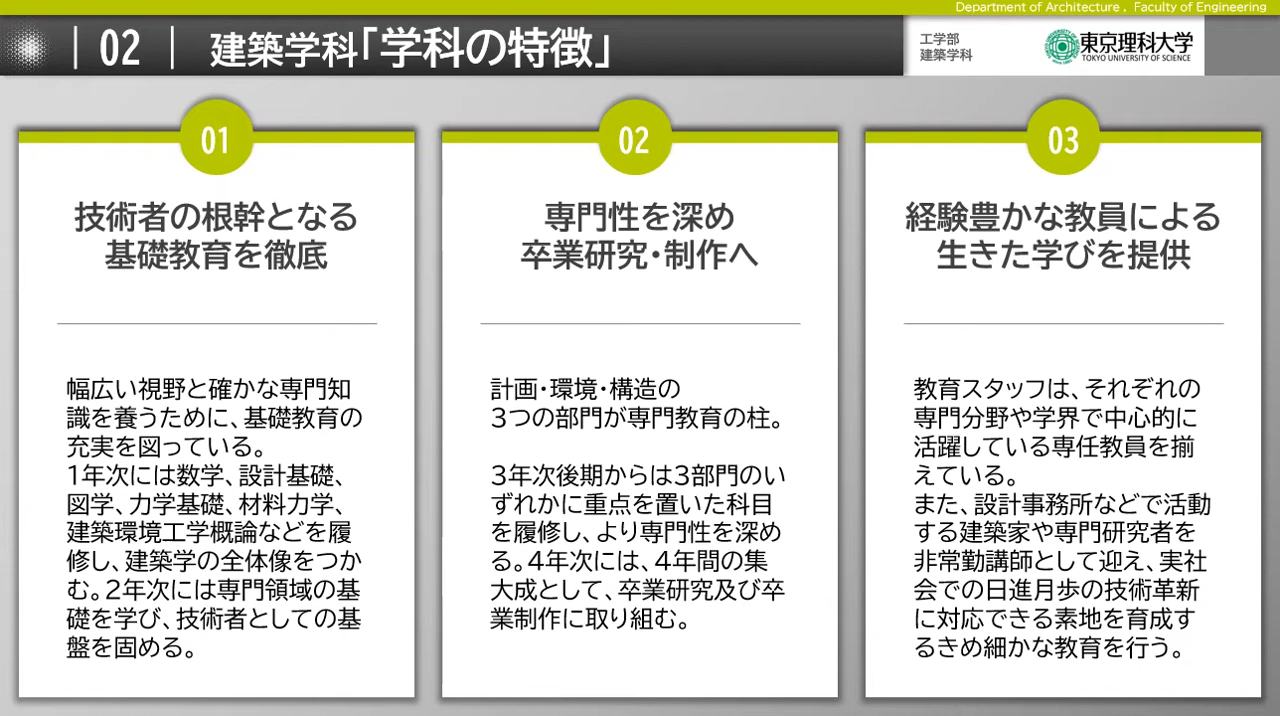 Department of Architecture, Faculty of Engineering
02
建築学科「学科の特徴」
工学部
建築学科
東京理科大学
TOKYO UNIVERSITY OF SCIENCE
01
技術者の根幹となる
基礎教育を徹底
幅広い視野と確かな専門知
識を養うために、基礎教育の
充実を図っている。
1年次には数学、設計基礎、
図学、力学基礎、材料力学、
建築環境工学概論などを履
修し、建築学の全体像をつか
む。2年次には専門領域の基
礎を学び、技術者としての基
盤を固める。
02
専門性を深め
卒業研究・制作へ
計画・環境・構造の
3つの部門が専門教育の柱。
3年次後期からは3部門のい
ずれかに重点を置いた科目
を履修し、より専門性を深め
る。4年次には、4年間の集
大成として、卒業研究及び卒
業制作に取り組む。
03
経験豊かな教員による
生きた学びを提供
教育スタッフは、それぞれの
専門分野や学界で中心的に
活躍している専任教員を揃
えている。
また、設計事務所などで活動
する建築家や専門研究者を
非常勤講師として迎え、実社
会での日進月歩の技術革新
に対応できる素地を育成す
るきめ細かな教育を行う。